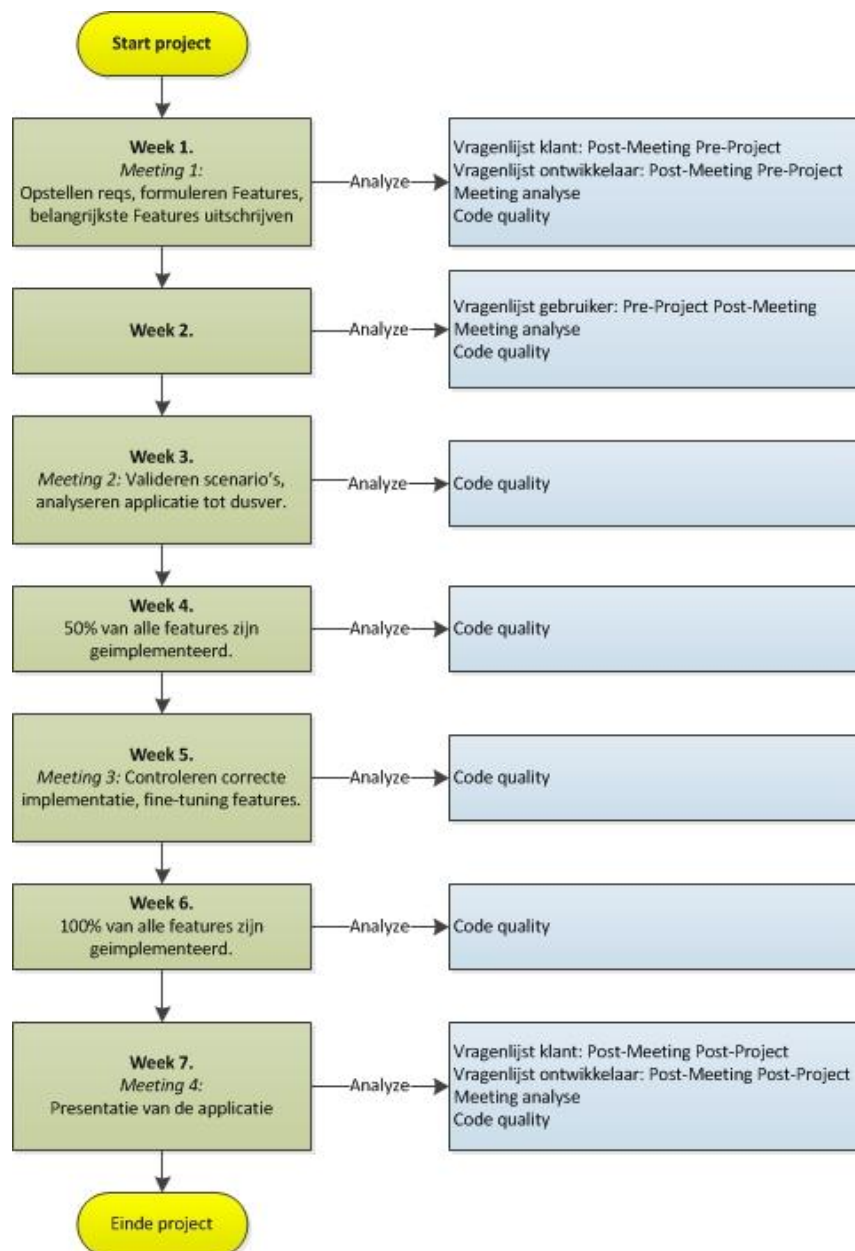 Start project
Week 1.
Meeting 1:
Opstellen reqs, formuleren Features,
belangrijkste Features uitschrijven
Analyze
Vragenlijst klant: Post-Meeting Pre-Project
Vragenlijst ontwikkelaar: Post-Meeting Pre-Project
Meeting analyse
Code quality
Week 2.
Analyze
Vragenlijst gebruiker: Pre-Project Post-Meeting
Meeting analyse
Code quality
Week 3.
Meeting 2: Valideren scenario's,
analyseren applicatie tot dusver.
Analyze
Code quality
Week 4.
50% van alle features zijn
geimplementeerd.
Analyze
Code quality
Week 5.
Meeting 3: Controleren correcte
implementatie, fine-tuning features.
Analyze
Code quality
Week 6.
100% van alle features zijn
geimplementeerd.
Analyze
Code quality
Week 7.
Meeting 4:
Presentatie van de applicatie
Analyze
Vragenlijst klant: Post-Meeting Post-Project
Vragenlijst ontwikkelaar: Post-Meeting Post-Project
Meeting analyse
Code quality
Einde project